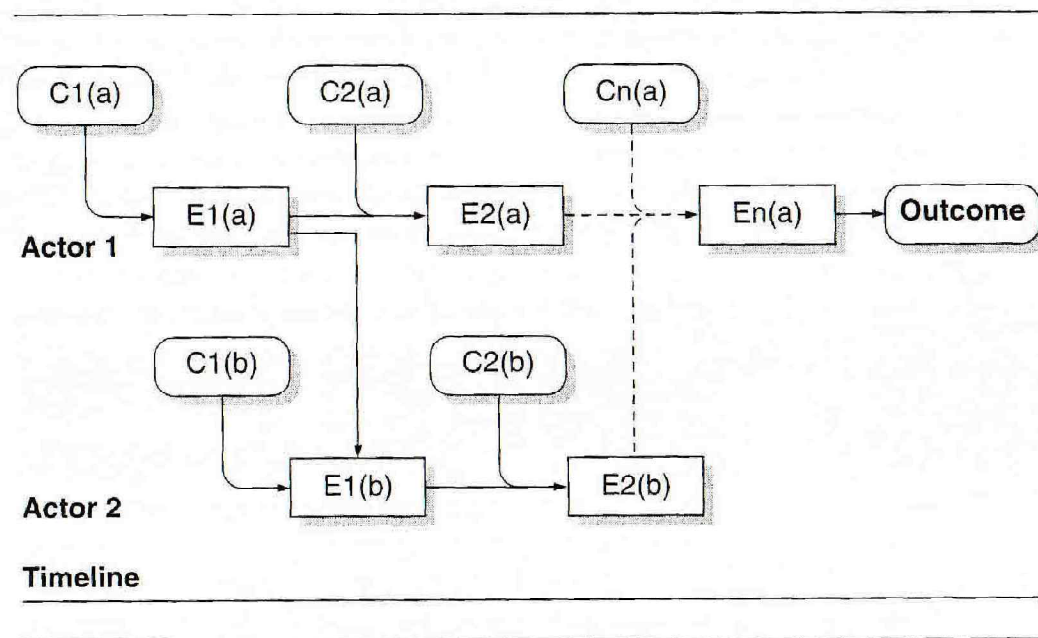 C1(a) C2(a) Cn(a)
E1(a) E2(a) En(a) Outcome
Actor 1
C1(b) C2(b)
E1(b) E2(b)
Actor 2
Timeline